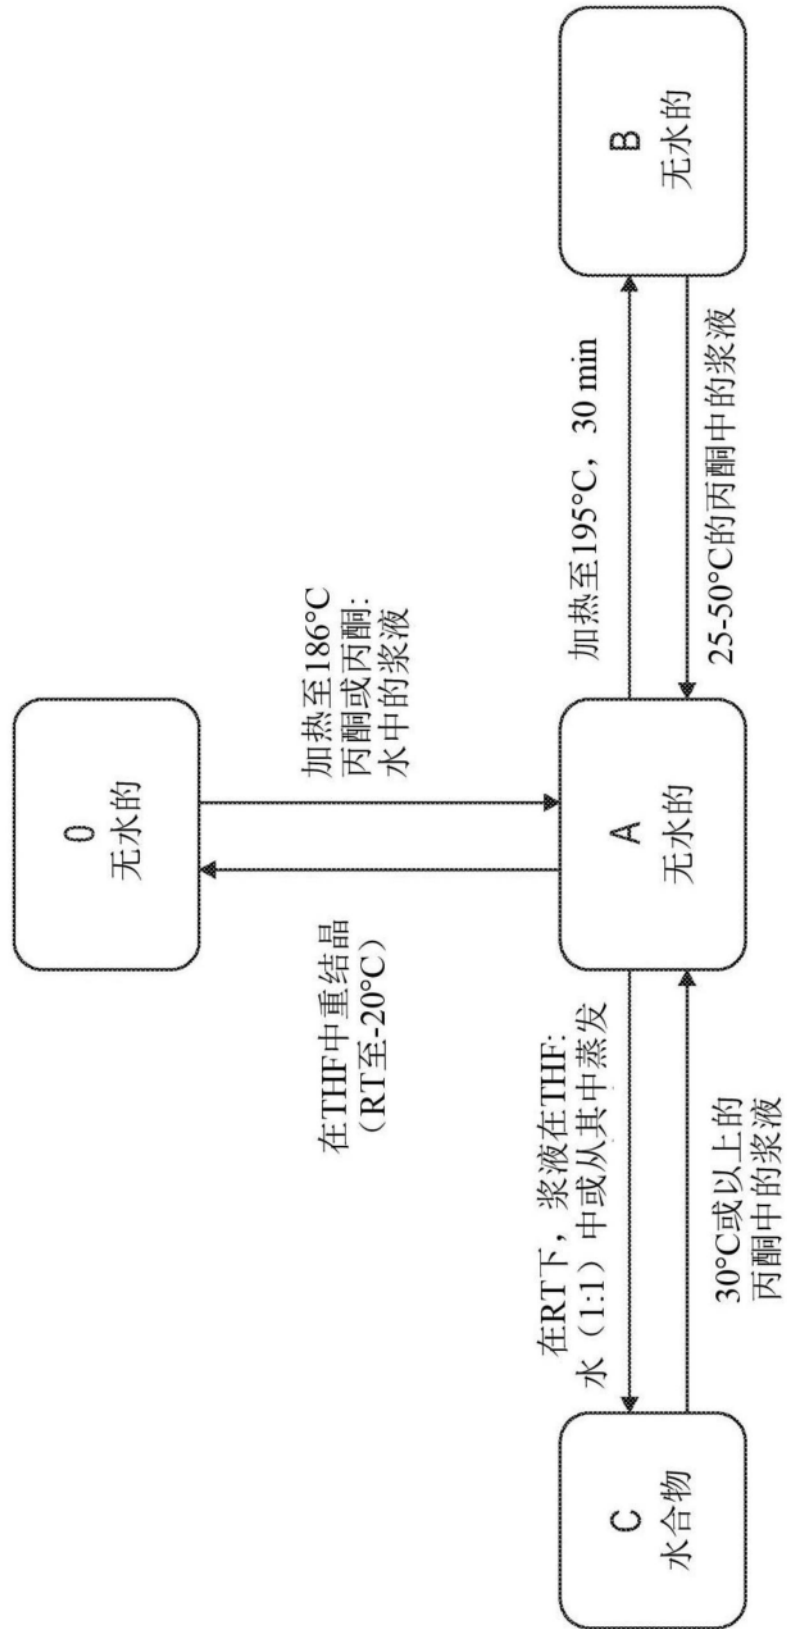 0
无水的
在THF中重结晶
（RT至-20°C）
加热至186°C
丙酮或丙酮:
水中的浆液
C
水合物
在RT下，浆液在THF:
水（1:1）中或从其中蒸发
30°C或以上的
丙酮中的浆液
A
无水的
加热至195°C，30 min
25-50°C的丙酮中的浆液
B
无水的